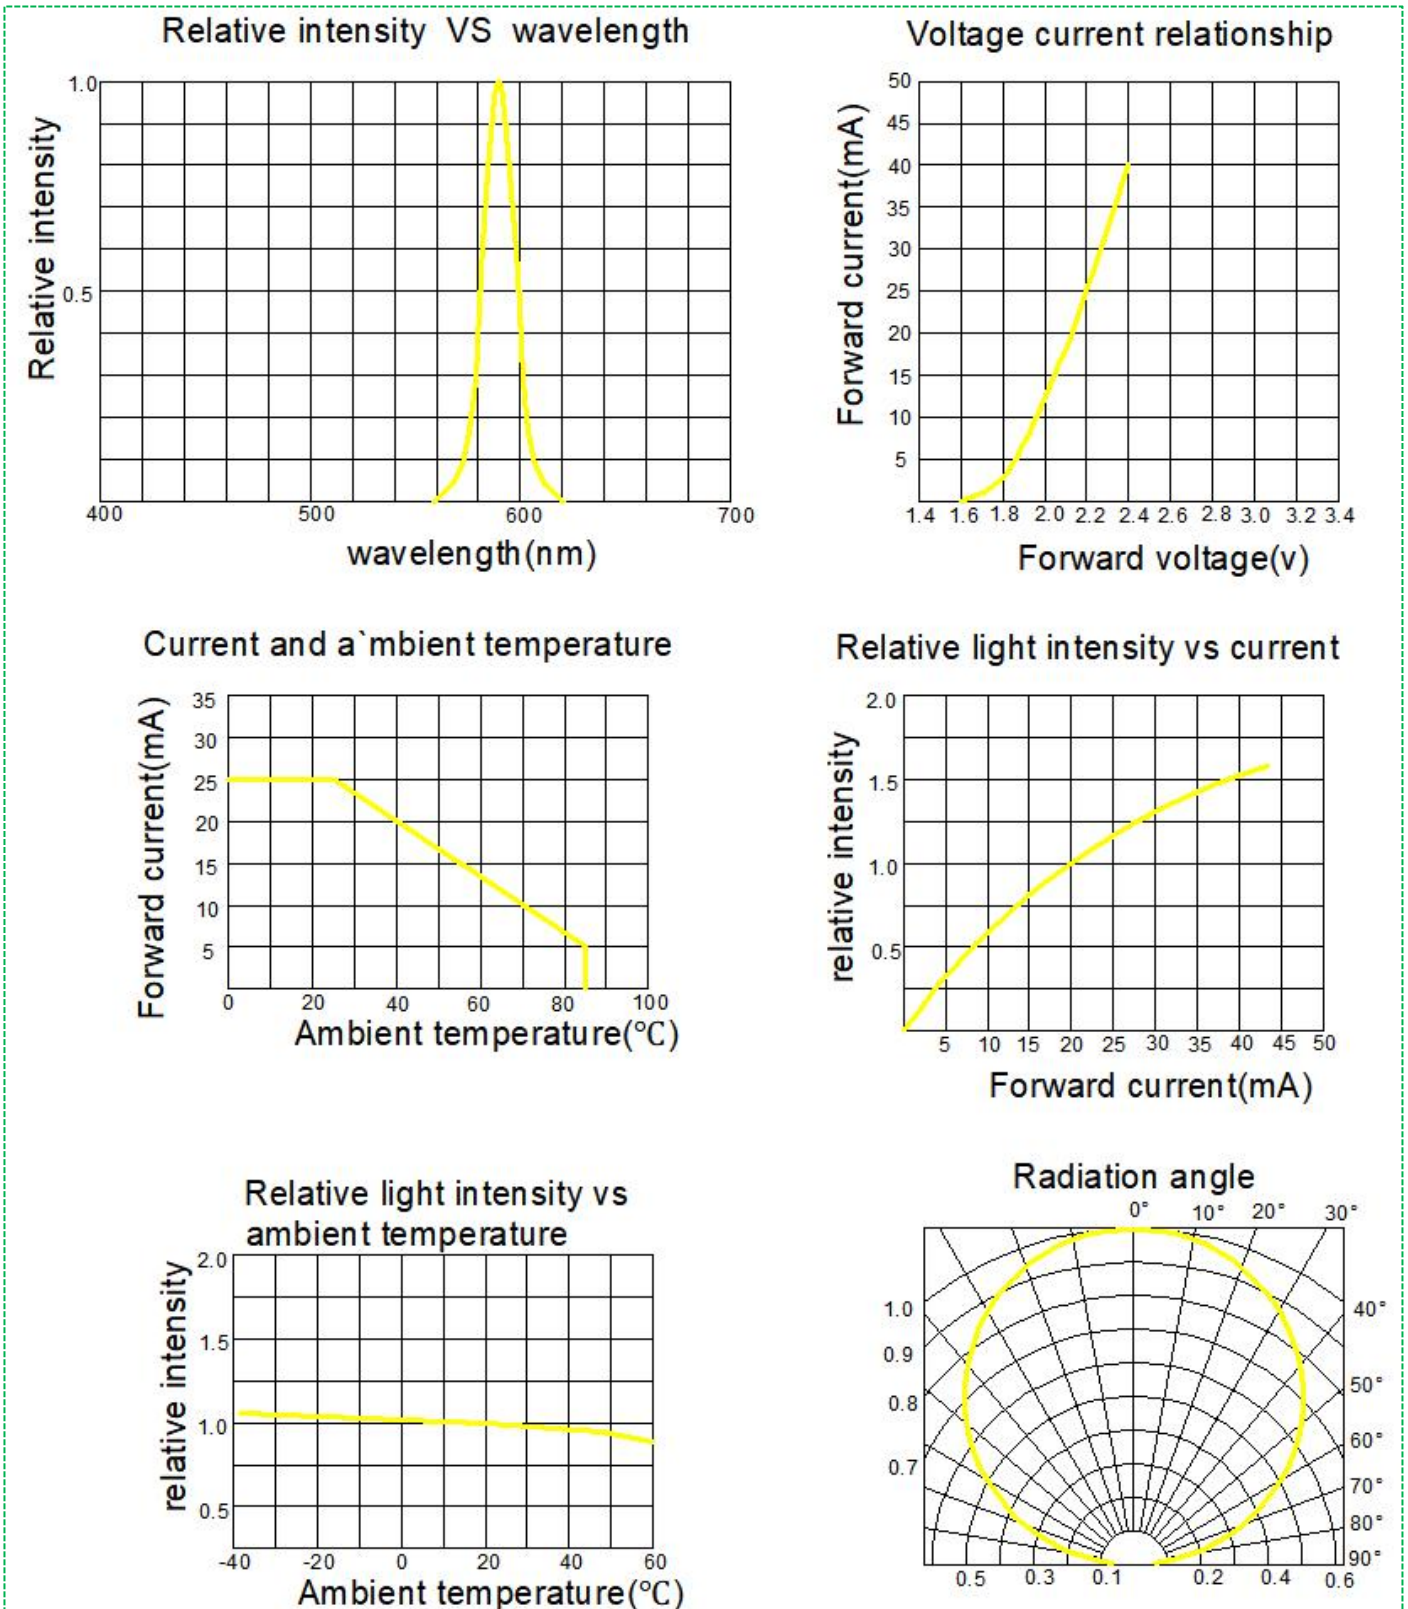 Relative intensity VS wavelength
1.0
0.5
Relative intensity
400 500 600 700
wavelength(nm)
Voltage current relationship
50
45
40
35
30
25
20
15
10
5
Forward current(mA)
1.4 1.6 1.8 2.0 2.2 2.4 2.6 2.8 3.0 3.2 3.4
Forward voltage(v)
Current and a`mbient temperature
35
30
25
20
15
10
5
Forward current(mA)
0 20 40 60 80 100
Ambient temperature(℃)
Relative light intensity vs current
2.0
1.5
1.0
0.5
relative intensity
5 10 15 20 25 30 35 40 45 50
Forward current(mA)
Relative light intensity vs
ambient temperature
2.0
1.5
1.0
0.5
relative intensity
-40 -20 0 20 40 60
Ambient temperature(℃)
Radiation angle
0° 10° 20° 30°
40°
50°
60°
70°
80°
90°
1.0
0.9
0.8
0.7
0.5 0.3 0.1 0.2 0.4 0.6